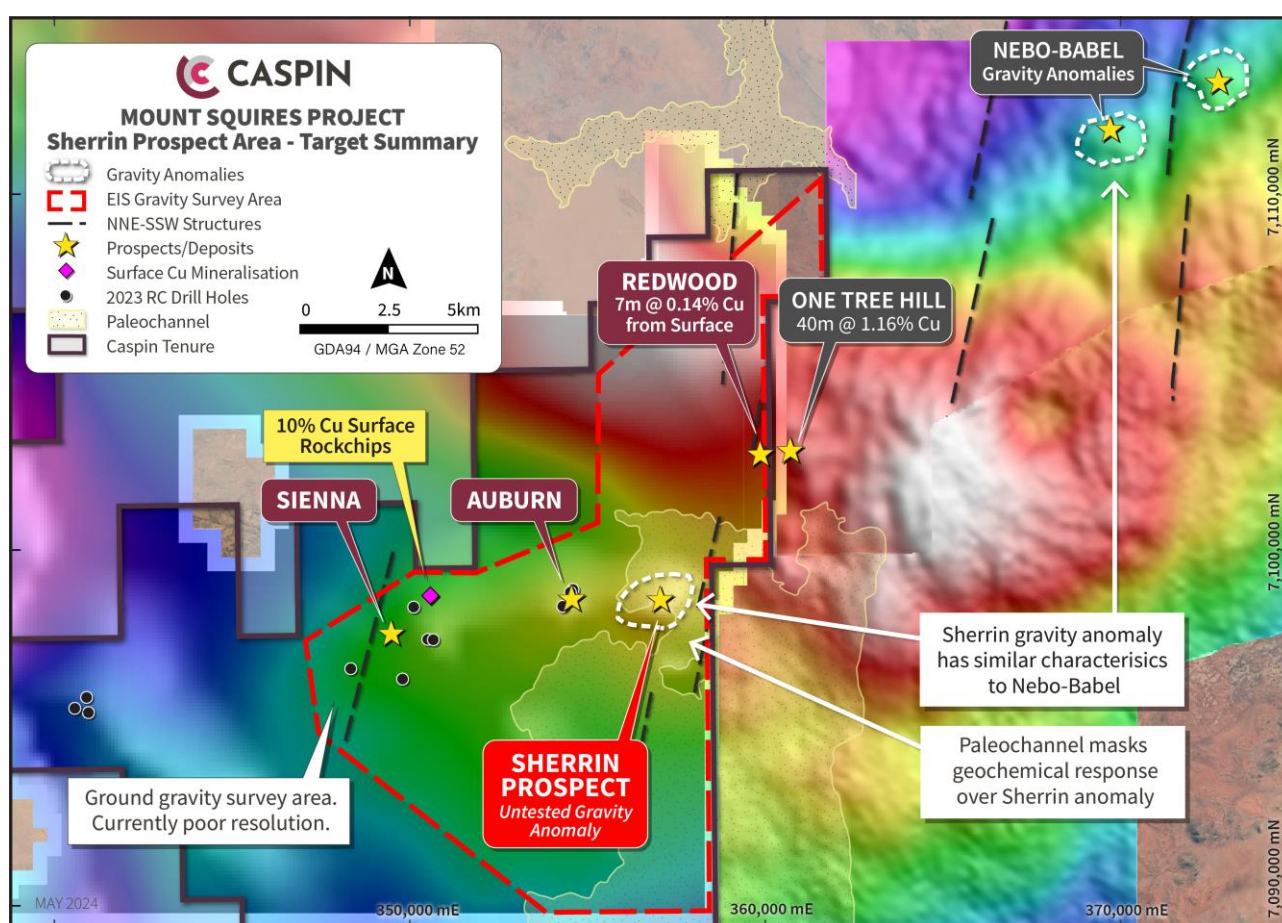 CASPIN
MOUNT SQUIRES PROJECT
Sherrin Prospect Area - Target Summary
Gravity Anomalies
EIS Gravity Survey Area
NNE-SSW Structures
Prospects/Deposits
Surface Cu Mineralisation
2023 RC Drill Holes
Paleochannel
Caspin Tenure
N
0 2.5 5km
GDA94 / MGA Zone 52
NEBO-BABEL
Gravity Anomalies
7,110,000 mN
REDWOOD
7m @ 0.14% Cu
from Surface
ONE TREE HILL
40m @ 1.16% Cu
10% Cu Surface
Rockchips
SIENNA
AUBURN
7,100,000 mN
Sherrin gravity anomaly
has similar characterisics
to Nebo-Babel
Paleochannel masks
geochemical response
over Sherrin anomaly
SHERRIN
PROSPECT
Untested Gravity
Anomaly
Ground gravity survey area.
Currently poor resolution.
7,090,000 mN
MAY 2024
350,000 mE
360,000 mE
370,000 mE